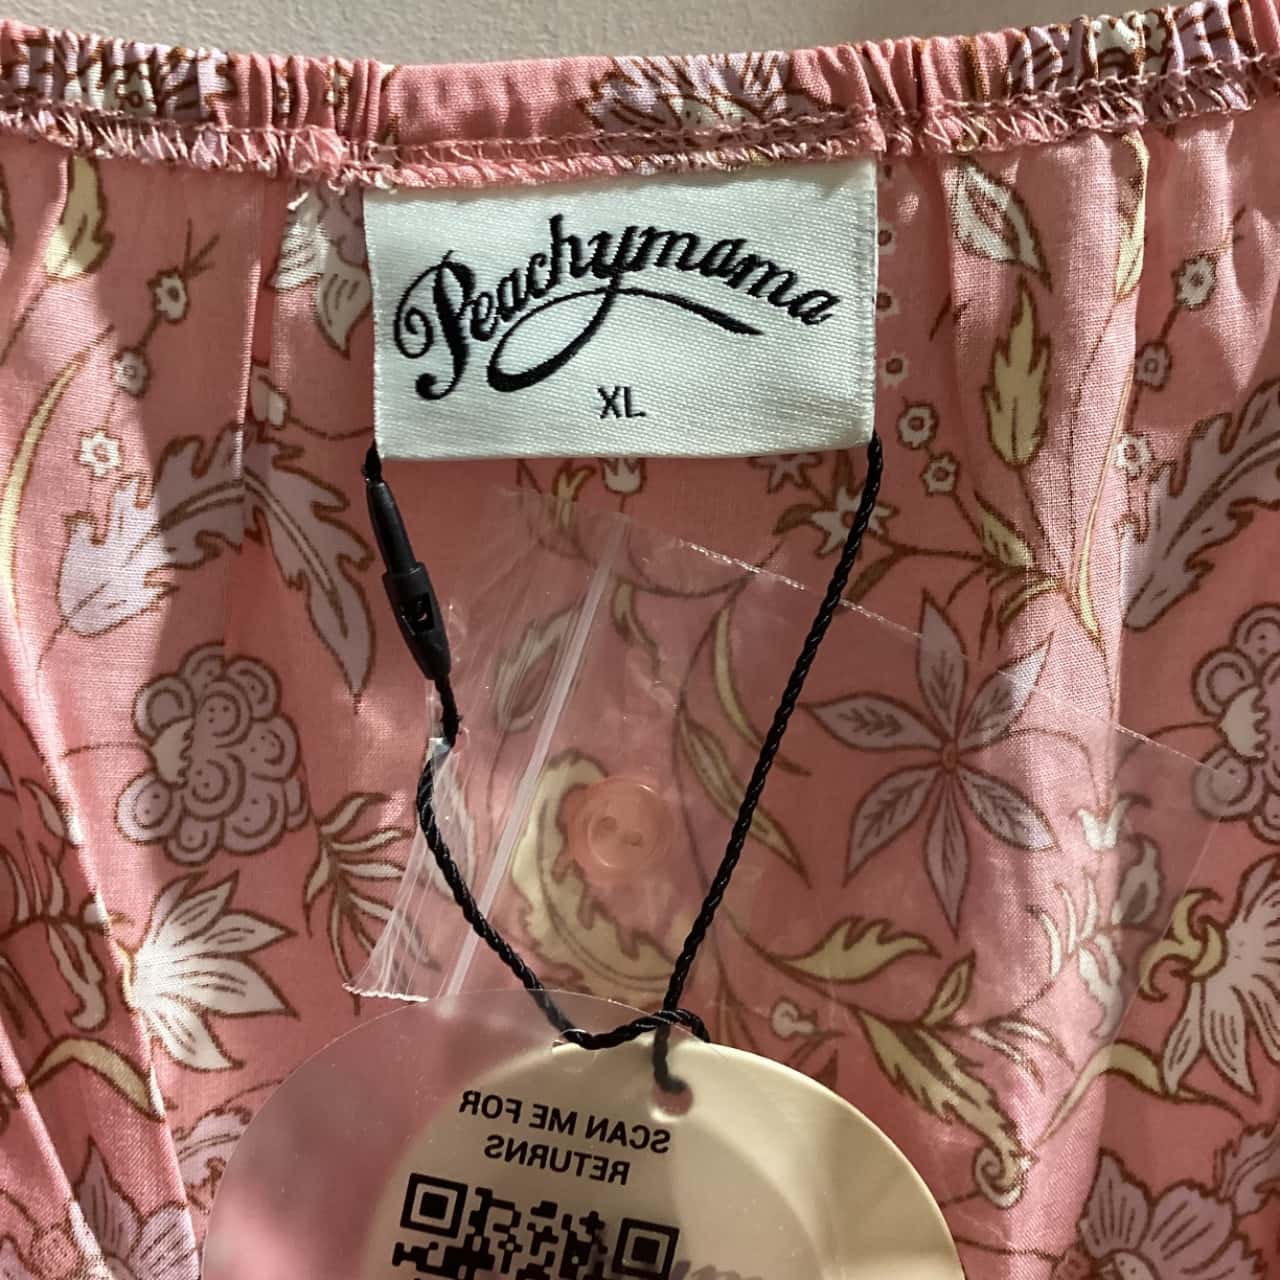 Peachymama
XL
SCAN ME FOR
RETURNS